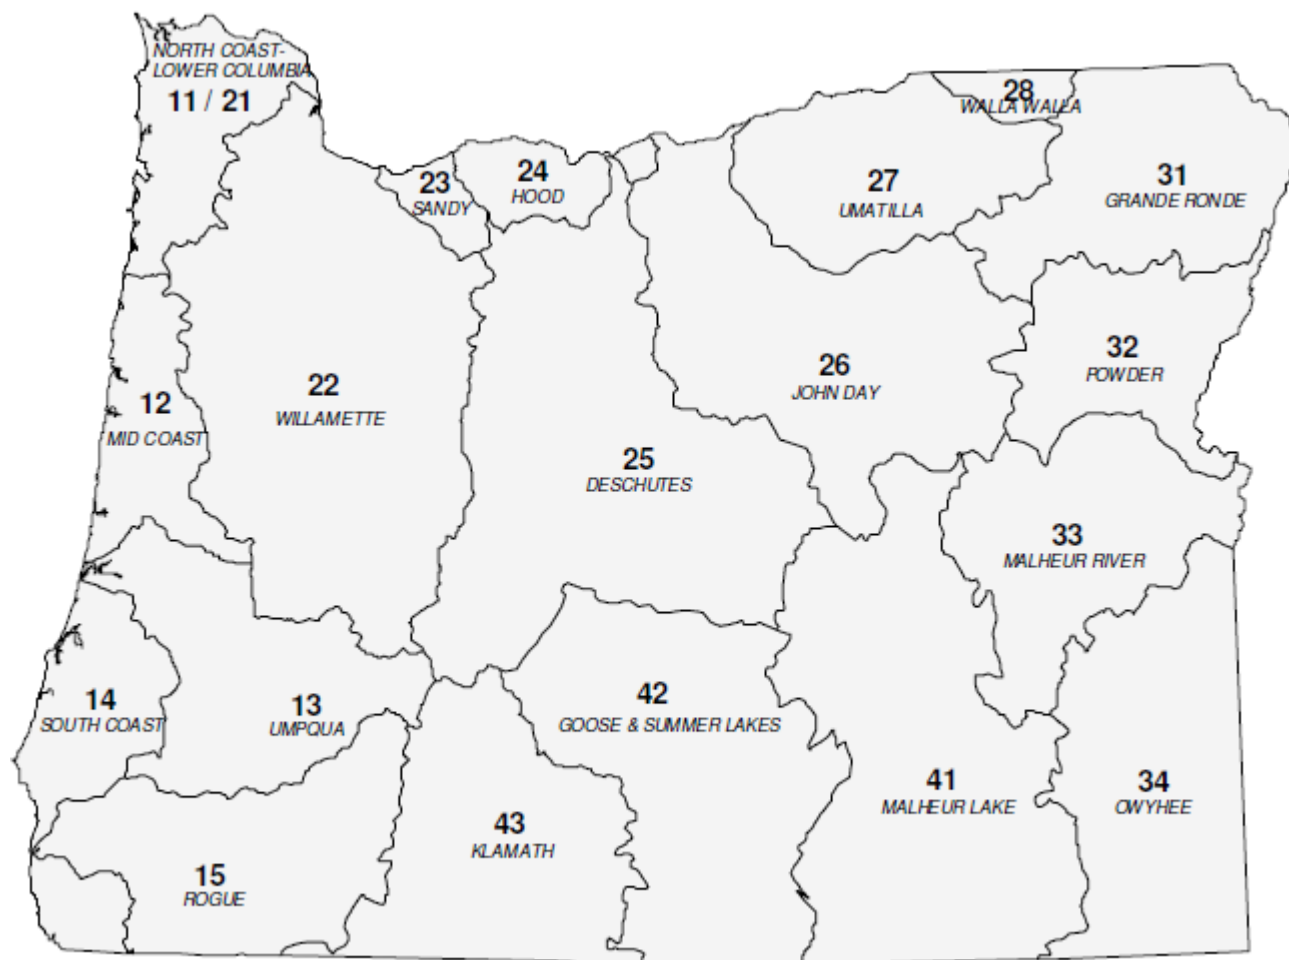 NORTH COAST-
LOWER COLUMBIA
11 / 21
28
WALLA WALLA
23
SANDY
24
HOOD
27
UMATILLA
31
GRANDE RONDE
22
WILLAMETTE
12
MID COAST
26
JOHN DAY
32
POWDER
25
DESCHUTES
33
MALHEUR RIVER
14
SOUTH COAST
13
UMPQUA
42
GOOSE & SUMMER LAKES
41
MALHEUR LAKE
34
OWYHEE
43
KLAMATH
15
ROGUE